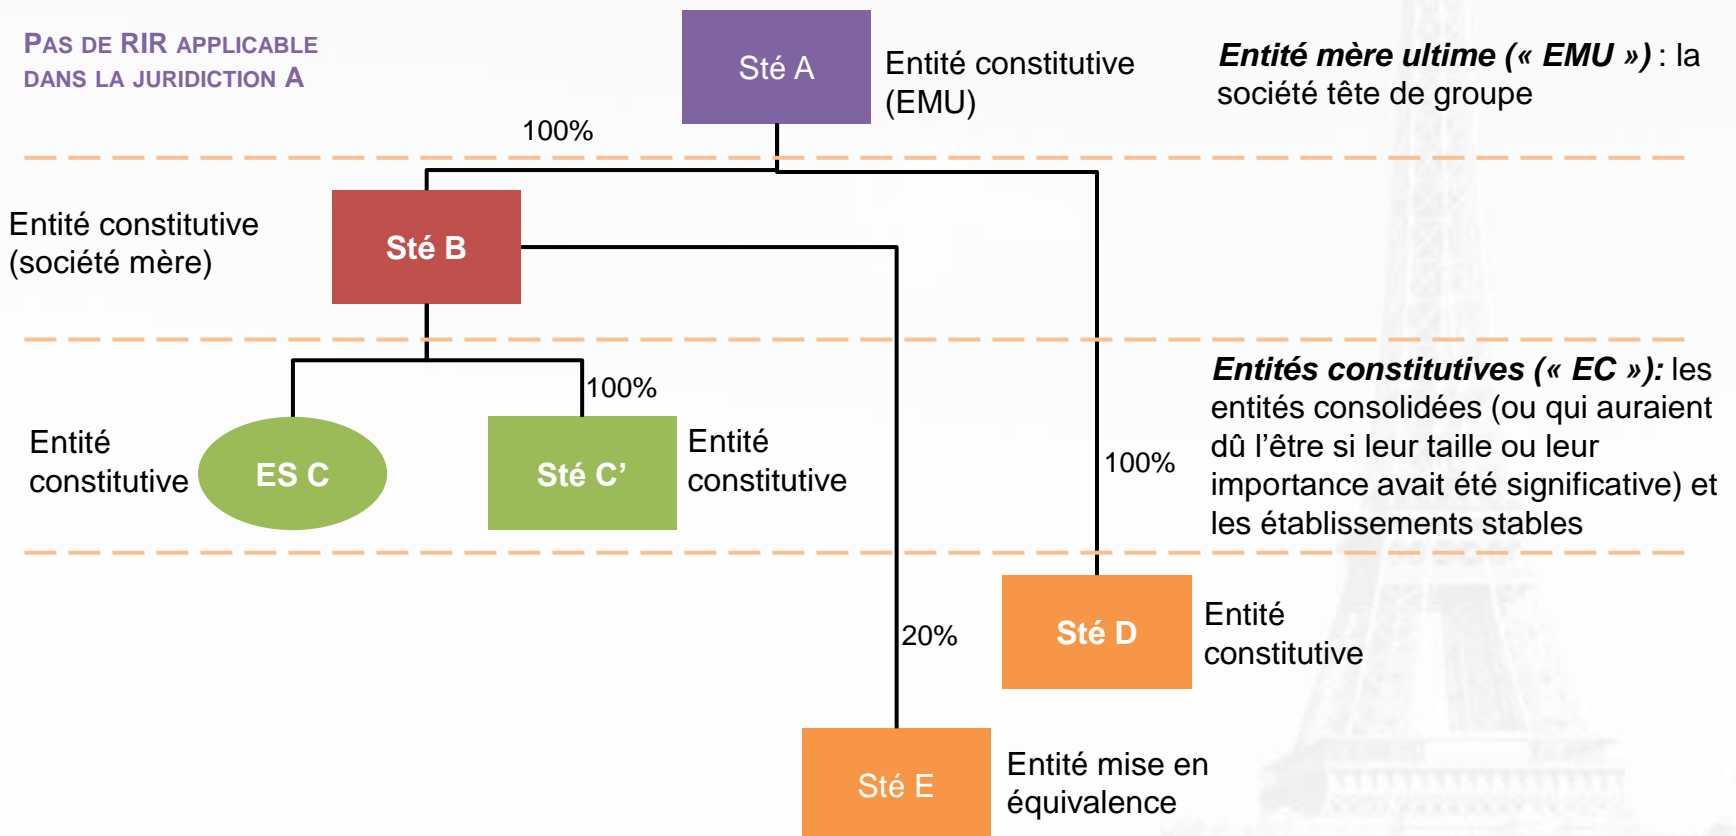 PAS DE RIR APPLICABLE
DANS LA JURIDICTION A
Sté A
Entité constitutive
(EMU)
Entité mère ultime (« EMU ») : la
société tête de groupe
100%
Entité constitutive
(société mère)
Sté B
Entité
constitutive
ES C
100%
Sté C’
Entité
constitutive
100%
Entités constitutives (« EC »): les
entités consolidées (ou qui auraient
dû l’être si leur taille ou leur
importance avait été significative) et
les établissements stables
20%
Sté D
Entité
constitutive
Sté E
Entité mise en
équivalence